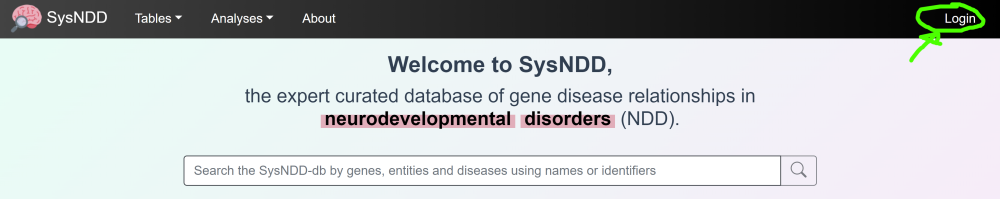 SysNDD Tables Analyses About Login
Welcome to SysNDD,
the expert curated database of gene disease relationships in
neurodevelopmental disorders (NDD).
Search the SysNDD-db by genes, entities and diseases using names or identifiers